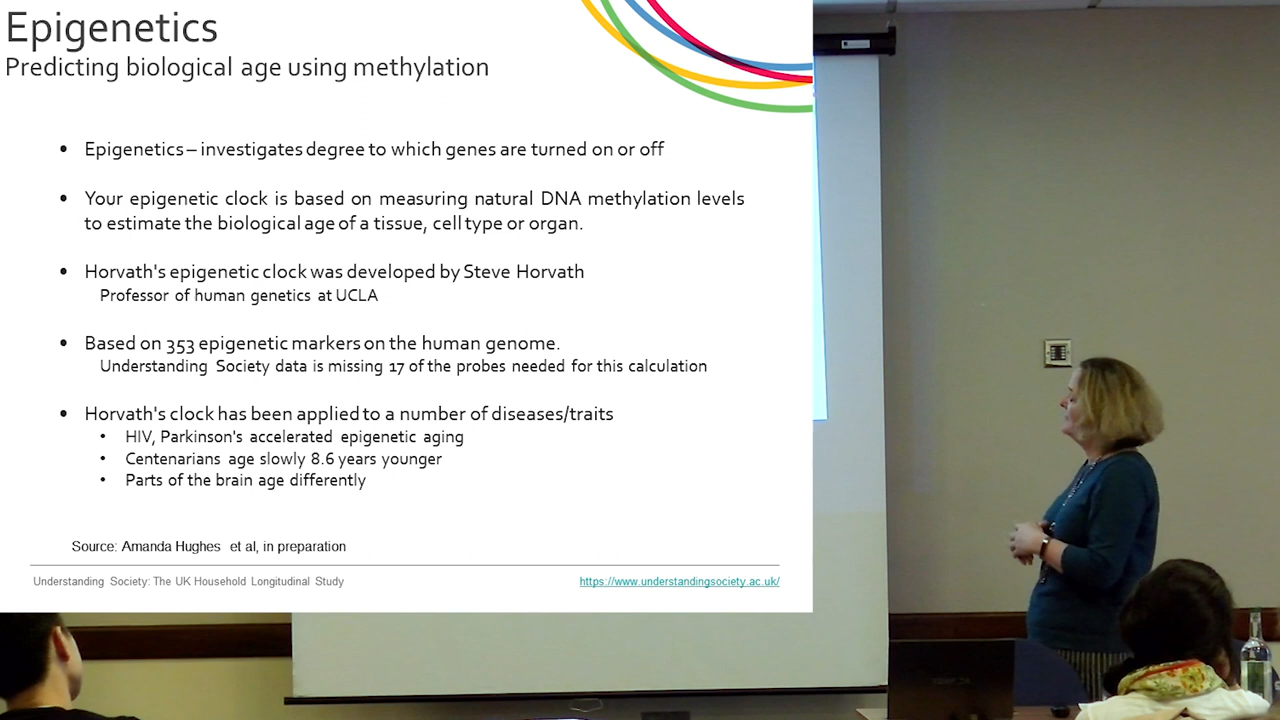 Epigenetics
Predicting biological age using methylation
• Epigenetics – investigates degree to which genes are turned on or off
• Your epigenetic clock is based on measuring natural DNA methylation levels
to estimate the biological age of a tissue, cell type or organ.
• Horvath's epigenetic clock was developed by Steve Horvath
Professor of human genetics at UCLA
• Based on 353 epigenetic markers on the human genome.
Understanding Society data is missing 17 of the probes needed for this calculation
• Horvath's clock has been applied to a number of diseases/traits
• HIV, Parkinson's accelerated epigenetic aging
• Centenarians age slowly 8.6 years younger
• Parts of the brain age differently
Source: Amanda Hughes et al, in preparation
Understanding Society: The UK Household Longitudinal Study
https://www.understandingsociety.ac.uk/